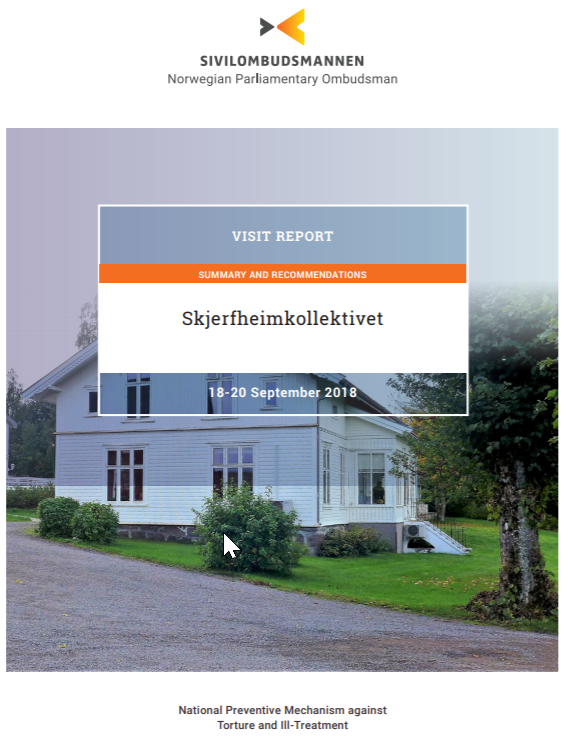 SIVILOMBUDSMANNEN
Norwegian Parliamentary Ombudsman
VISIT REPORT
SUMMARY AND RECOMMENDATIONS
Skjerfheimkollektivet
18-20 September 2018
National Preventive Mechanism against
Torture and Ill-Treatment